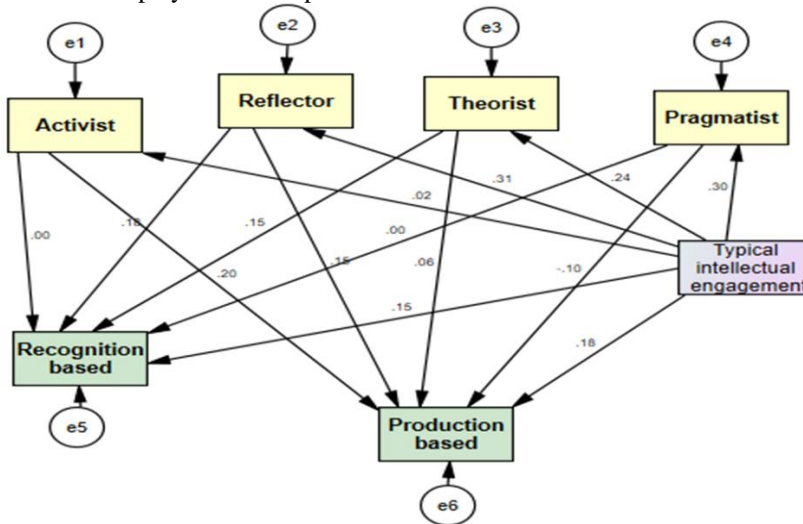 e1
e2
e3
e4
Activist
Reflector
Theorist
Pragmatist
.31
.24
.30
.02
.00
.18
.15
.00
.20
.15
.06
-.10
.15
.18
Typical
intellectual
engagement
Recognition
based
Production
based
e5
e6